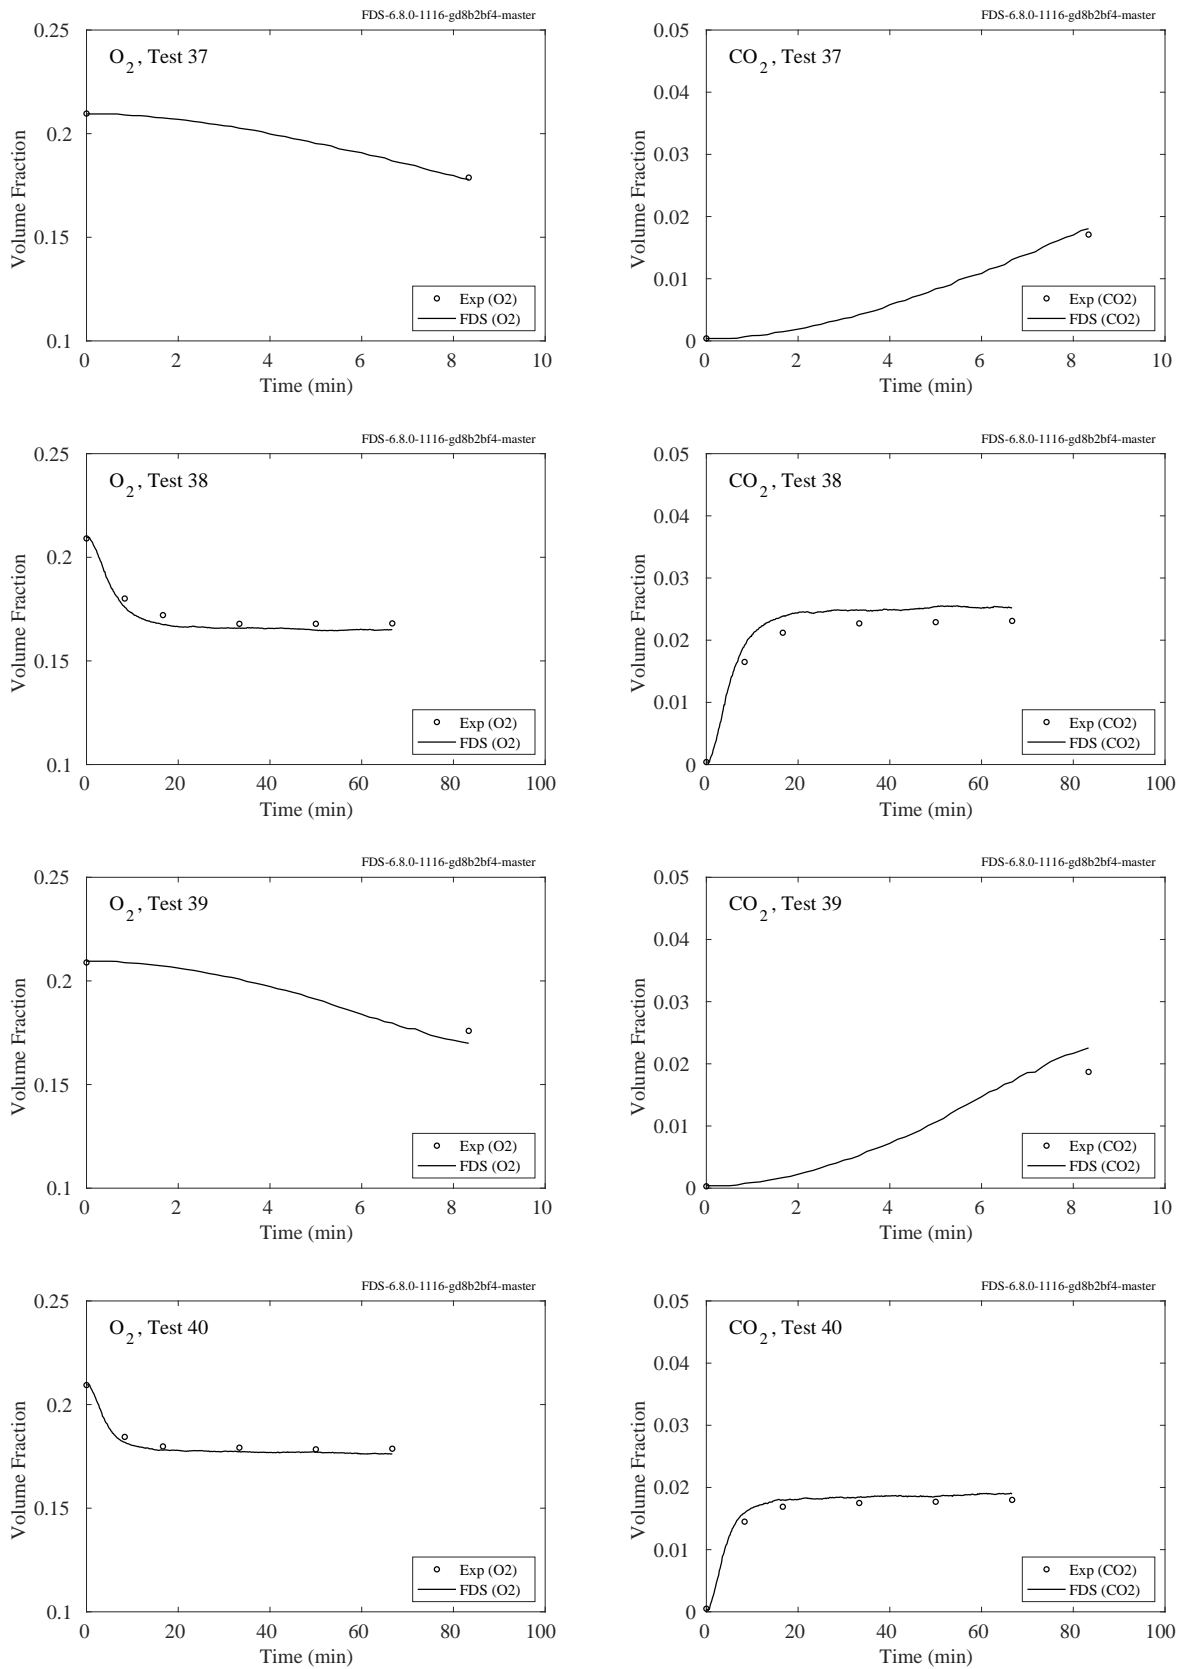 FDS-6.8.0-1116-gd8b2bf4-master
O2, Test 37
Volume Fraction
0.25
0.2
0.15
0.1
Exp (O2)
FDS (O2)
0 2 4 6 8 10
Time (min)
FDS-6.8.0-1116-gd8b2bf4-master
CO2, Test 37
Volume Fraction
0.05
0.04
0.03
0.02
0.01
0
Exp (CO2)
FDS (CO2)
0 2 4 6 8 10
Time (min)
FDS-6.8.0-1116-gd8b2bf4-master
O2, Test 38
Volume Fraction
0.25
0.2
0.15
0.1
Exp (O2)
FDS (O2)
0 20 40 60 80 100
Time (min)
FDS-6.8.0-1116-gd8b2bf4-master
CO2, Test 38
Volume Fraction
0.05
0.04
0.03
0.02
0.01
0
Exp (CO2)
FDS (CO2)
0 20 40 60 80 100
Time (min)
FDS-6.8.0-1116-gd8b2bf4-master
O2, Test 39
Volume Fraction
0.25
0.2
0.15
0.1
Exp (O2)
FDS (O2)
0 2 4 6 8 10
Time (min)
FDS-6.8.0-1116-gd8b2bf4-master
CO2, Test 39
Volume Fraction
0.05
0.04
0.03
0.02
0.01
0
Exp (CO2)
FDS (CO2)
0 2 4 6 8 10
Time (min)
FDS-6.8.0-1116-gd8b2bf4-master
O2, Test 40
Volume Fraction
0.25
0.2
0.15
0.1
Exp (O2)
FDS (O2)
0 20 40 60 80 100
Time (min)
FDS-6.8.0-1116-gd8b2bf4-master
CO2, Test 40
Volume Fraction
0.05
0.04
0.03
0.02
0.01
0
Exp (CO2)
FDS (CO2)
0 20 40 60 80 100
Time (min)